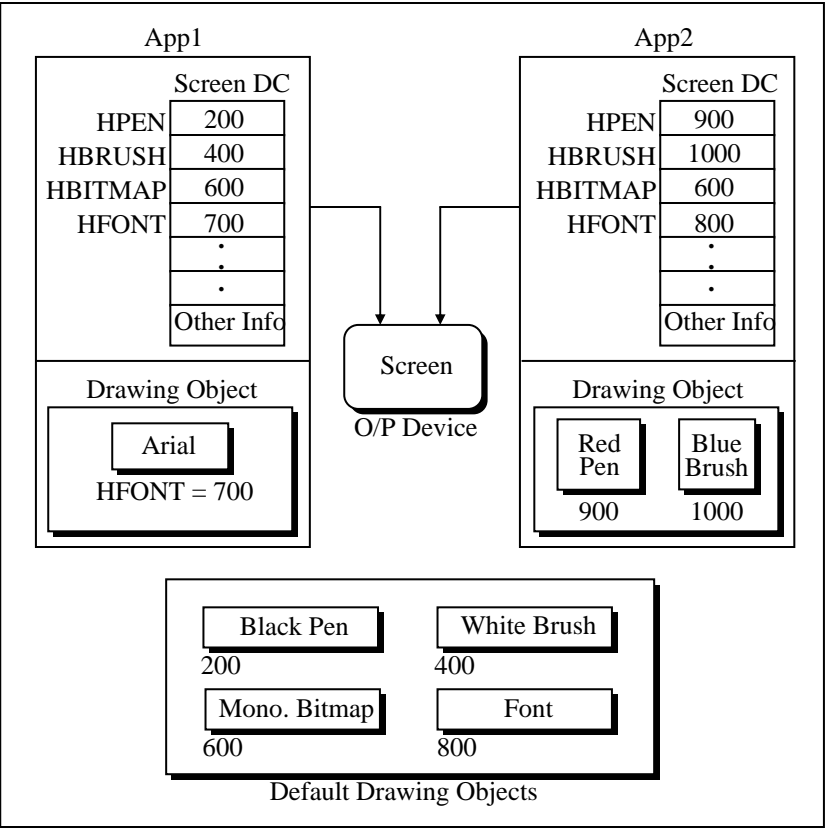 App1
Screen DC
HPEN 200
HBRUSH 400
HBITMAP 600
HFONT 700
Other Info
Drawing Object
Arial
HFONT = 700
App2
Screen DC
HPEN 900
HBRUSH 1000
HBITMAP 600
HFONT 800
Other Info
Drawing Object
Red
Pen
900
Blue
Brush
1000
Screen
O/P Device
Black Pen
200
White Brush
400
Mono. Bitmap
600
Font
800
Default Drawing Objects